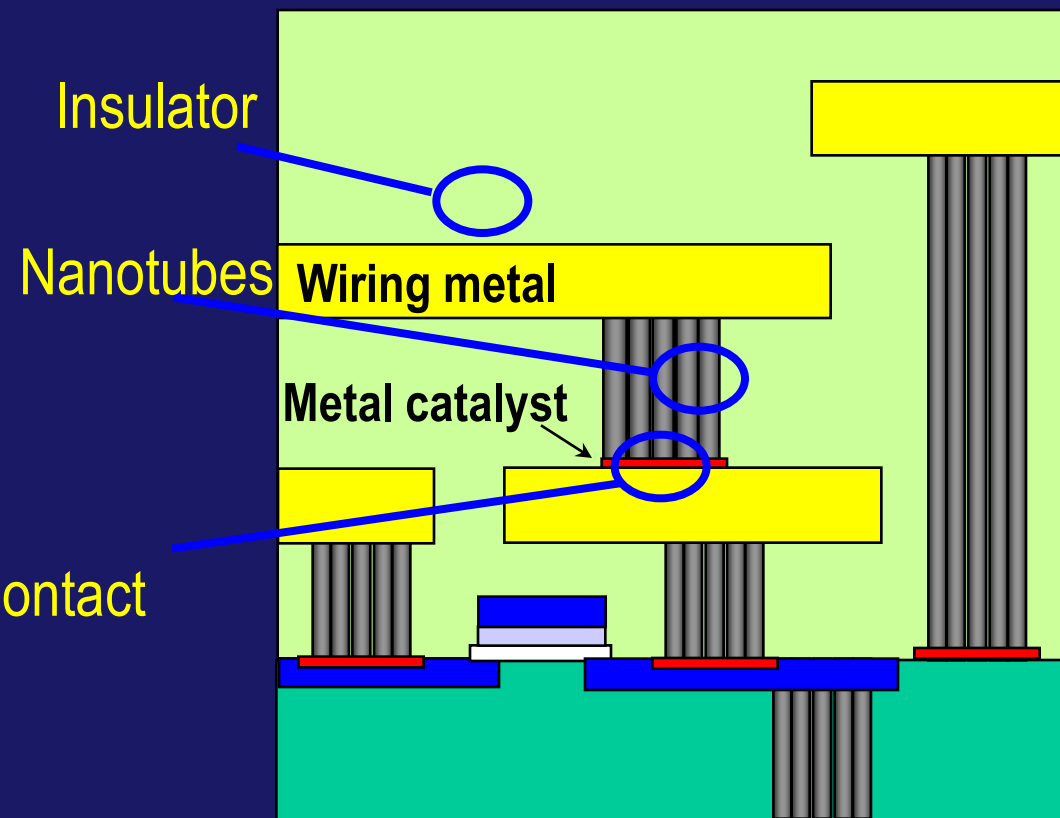 Insulator
Nanotubes
Wiring metal
Metal catalyst
ontact